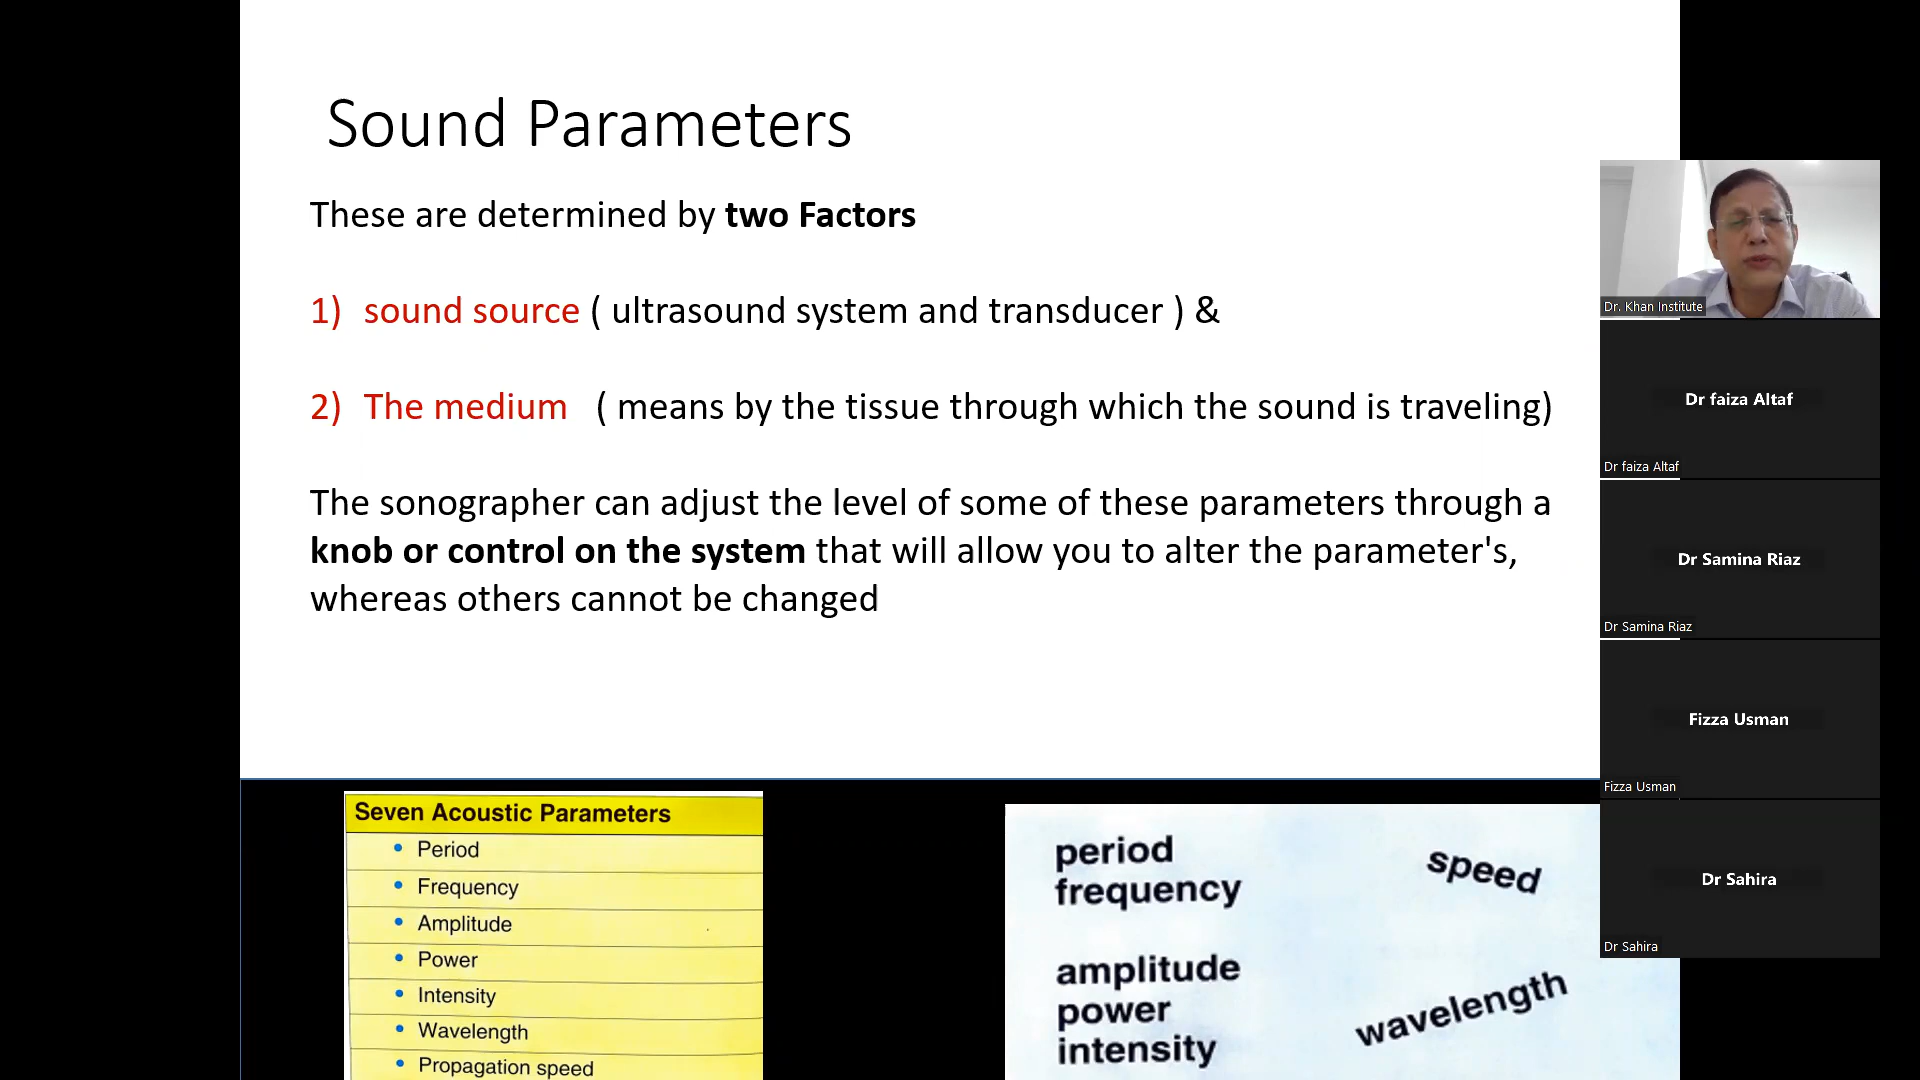 Sound Parameters
These are determined by two Factors
1) sound source ( ultrasound system and transducer ) &
2) The medium ( means by the tissue through which the sound is traveling)
The sonographer can adjust the level of some of these parameters through a
knob or control on the system that will allow you to alter the parameter's,
whereas others cannot be changed
Seven Acoustic Parameters
• Period
• Frequency
• Amplitude
• Power
• Intensity
• Wavelength
• Propagation speed
period
frequency
amplitude
power
intensity
speed
wavelength
Dr. Khan Institute
Dr faiza Altaf
Dr faiza Altaf
Dr Samina Riaz
Dr Samina Riaz
Fizza Usman
Fizza Usman
Dr Sahira
Dr Sahira